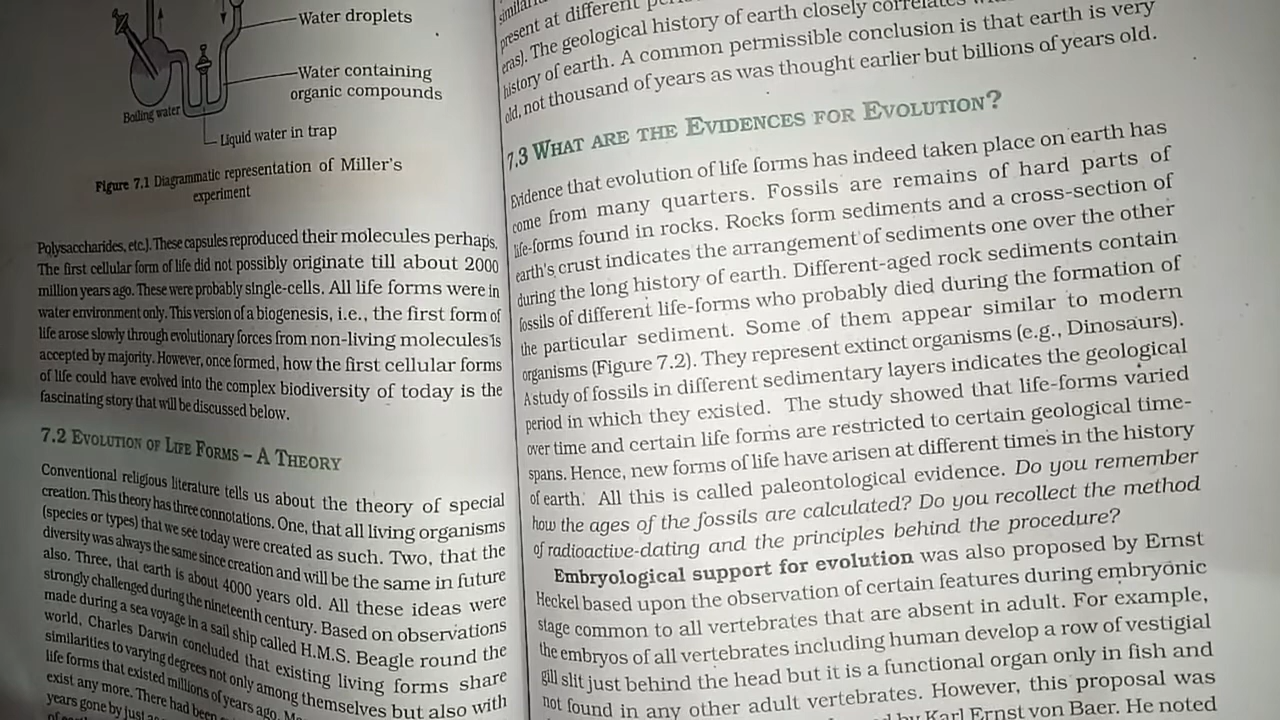 Water droplets
Water containing
organic compounds
Boiling water
Liquid water in trap
Figure 7.1 Diagrammatic representation of Miller's
experiment
Polysaccharides, etc.). These capsules reproduced their molecules perhaps.
The first cellular form of life did not possibly originate till about 2000
million years ago. These were probably single-cells. All life forms were in
water environment only. This version of a biogenesis, i.e., the first form of
life arose slowly through evolutionary forces from non-living molecules is
accepted by majority. However, once formed, how the first cellular forms
of life could have evolved into the complex biodiversity of today is the
fascinating story that will be discussed below.
7.2 EVOLUTION OF LIFE FORMS – A THEORY
Conventional religious literature tells us about the theory of special
creation. This theory has three connotations. One, that all living organisms
(species or types) that we see today were created as such. Two, that the
diversity was always the same since creation and will be the same in future
also. Three, that earth is about 4000 years old. All these ideas were
strongly challenged during the nineteenth century. Based on observations
made during a sea voyage in a sail ship called H.M.S. Beagle round the
world, Charles Darwin concluded that existing living forms share
similarities to varying degrees not only among themselves but also with
life forms that existed millions of years ago.
exist any more. There had been
years gone by just
present at different
eras). The geological history of earth closely correlates
history of earth. A common permissible conclusion is that earth is very
old, not thousand of years as was thought earlier but billions of years old.
7.3 WHAT ARE THE EVIDENCES FOR EVOLUTION?
Evidence that evolution of life forms has indeed taken place on earth has
come from many quarters. Fossils are remains of hard parts of
life-forms found in rocks. Rocks form sediments and a cross-section of
earth's crust indicates the arrangement of sediments one over the other
during the long history of earth. Different-aged rock sediments contain
fossils of different life-forms who probably died during the formation of
the particular sediment. Some of them appear similar to modern
organisms (Figure 7.2). They represent extinct organisms (e.g., Dinosaurs).
A study of fossils in different sedimentary layers indicates the geological
period in which they existed. The study showed that life-forms varied
over time and certain life forms are restricted to certain geological time-
spans. Hence, new forms of life have arisen at different times in the history
of earth. All this is called paleontological evidence. Do you remember
how the ages of the fossils are calculated? Do you recollect the method
of radioactive-dating and the principles behind the procedure?
Embryological support for evolution was also proposed by Ernst
Heckel based upon the observation of certain features during embryonic
stage common to all vertebrates that are absent in adult. For example,
the embryos of all vertebrates including human develop a row of vestigial
gill slit just behind the head but it is a functional organ only in fish and
not found in any other adult vertebrates. However, this proposal was
by Karl Ernst von Baer. He noted